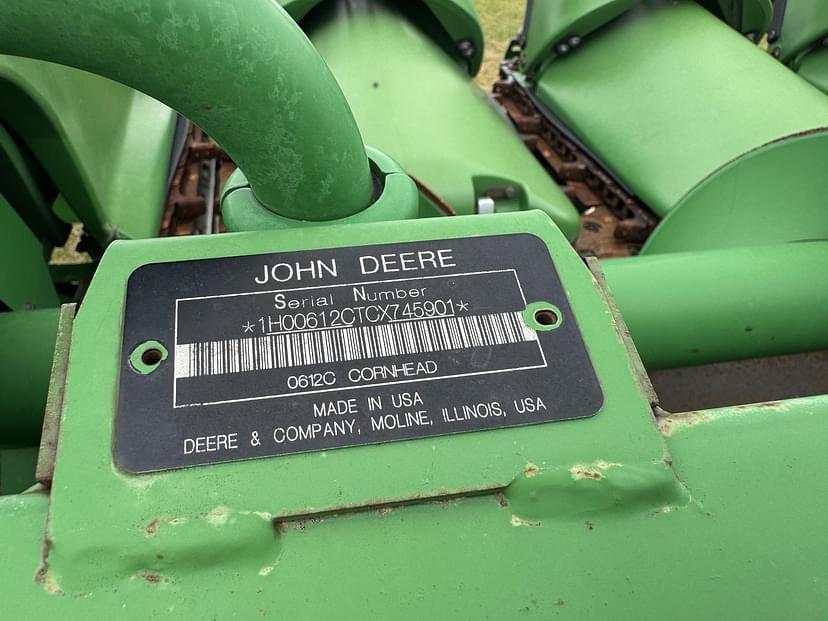 JOHN DEERE
Serial Number
*1H00612CTCX745901*
0612C CORNHEAD
MADE IN USA
DEERE & COMPANY, MOLINE, ILLINOIS, USA